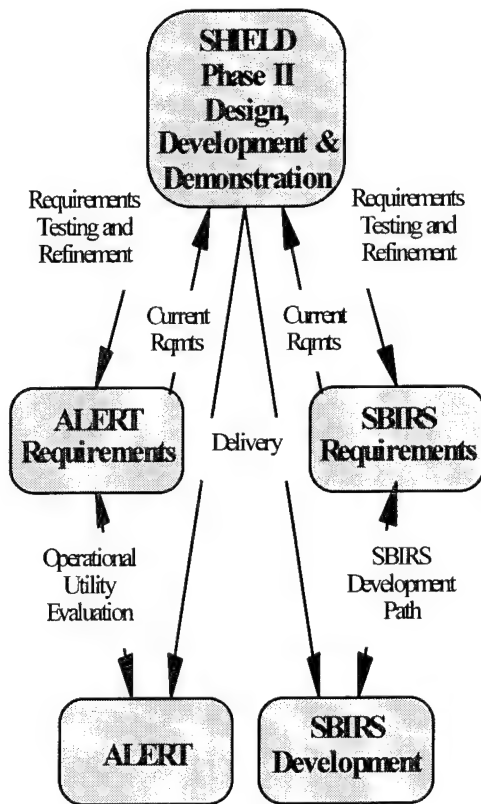 SHIELD
Phase II
Design,
Development &
Demonstration
Requirements
Testing and
Refinement
Requirements
Testing and
Refinement
Current
Rqmts
Current
Rqmts
ALERT
Requirements
Delivery
SBIRS
Requirements
Operational
Utility
Evaluation
SBIRS
Development
Path
ALERT
SBIRS
Development